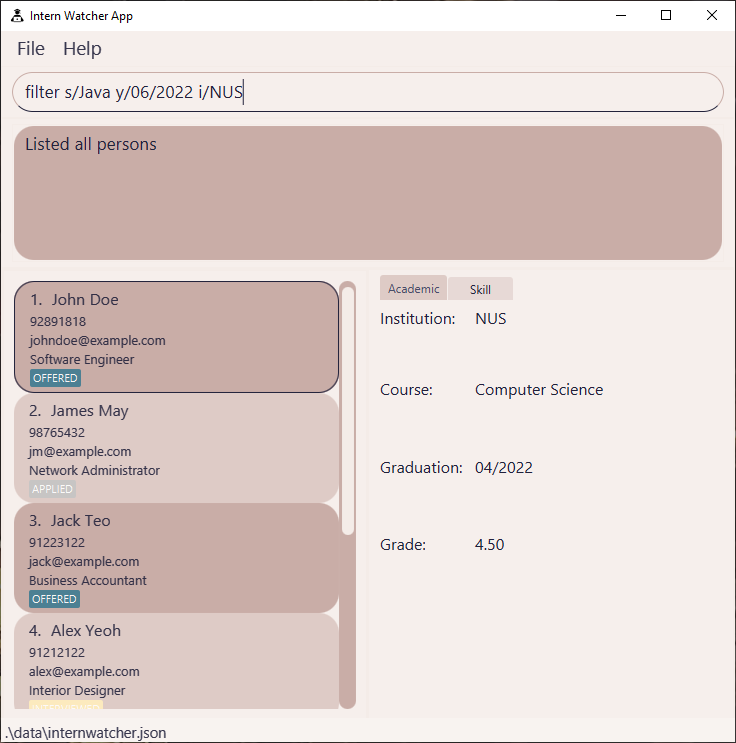 Intern Watcher App
File Help
filter s/Java y/06/2022 i/NUS
Listed all persons
1. John Doe
92891818
johndoe@example.com
Software Engineer
OFFERED
2. James May
98765432
jm@example.com
Network Administrator
APPLIED
3. Jack Teo
91223122
jack@example.com
Business Accountant
OFFERED
4. Alex Yeoh
91212122
alex@example.com
Interior Designer
INTERVIEWED
Academic Skill
Institution: NUS
Course: Computer Science
Graduation: 04/2022
Grade: 4.50
.\data\internwatcher.json